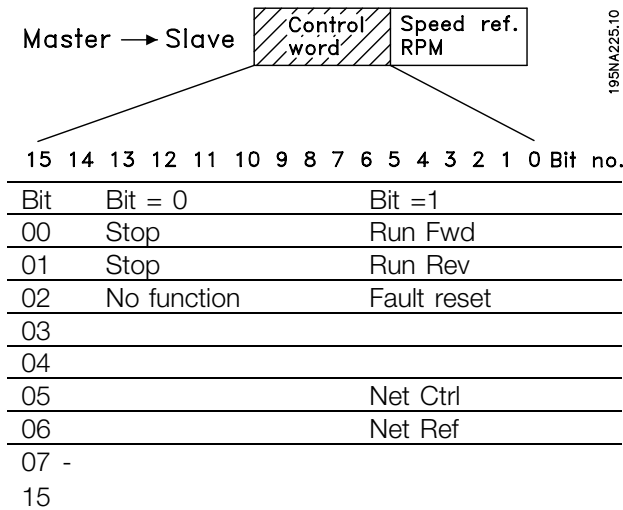 Master → Slave Control word Speed ref. RPM
195NA225.10
15 14 13 12 11 10 9 8 7 6 5 4 3 2 1 0 Bit no.
Bit Bit = 0 Bit =1
00 Stop Run Fwd
01 Stop Run Rev
02 No function Fault reset
03
04
05 Net Ctrl
06 Net Ref
07 -
15